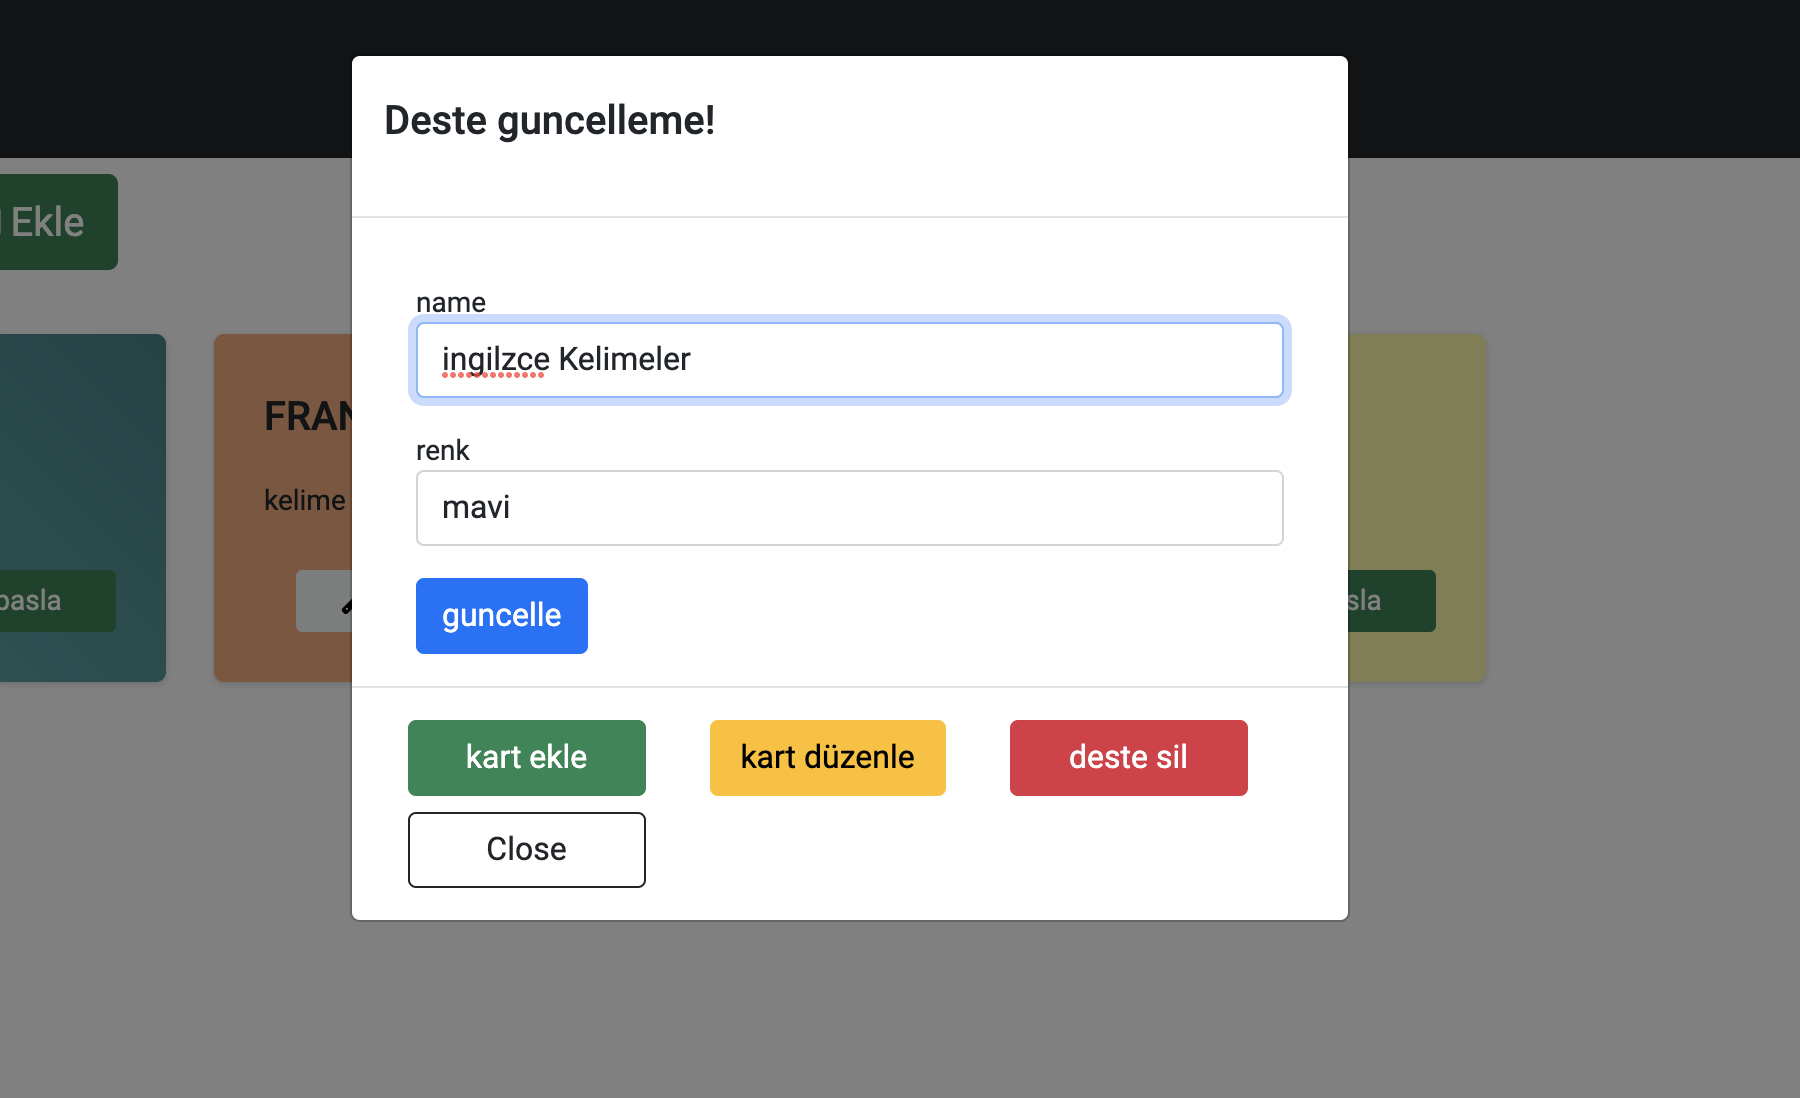 Deste guncelleme!
Ekle
name
ingilzce Kelimeler
FRAN
renk
kelime
mavi
basla
guncelle
sla
kart ekle
kart düzenle
deste sil
Close